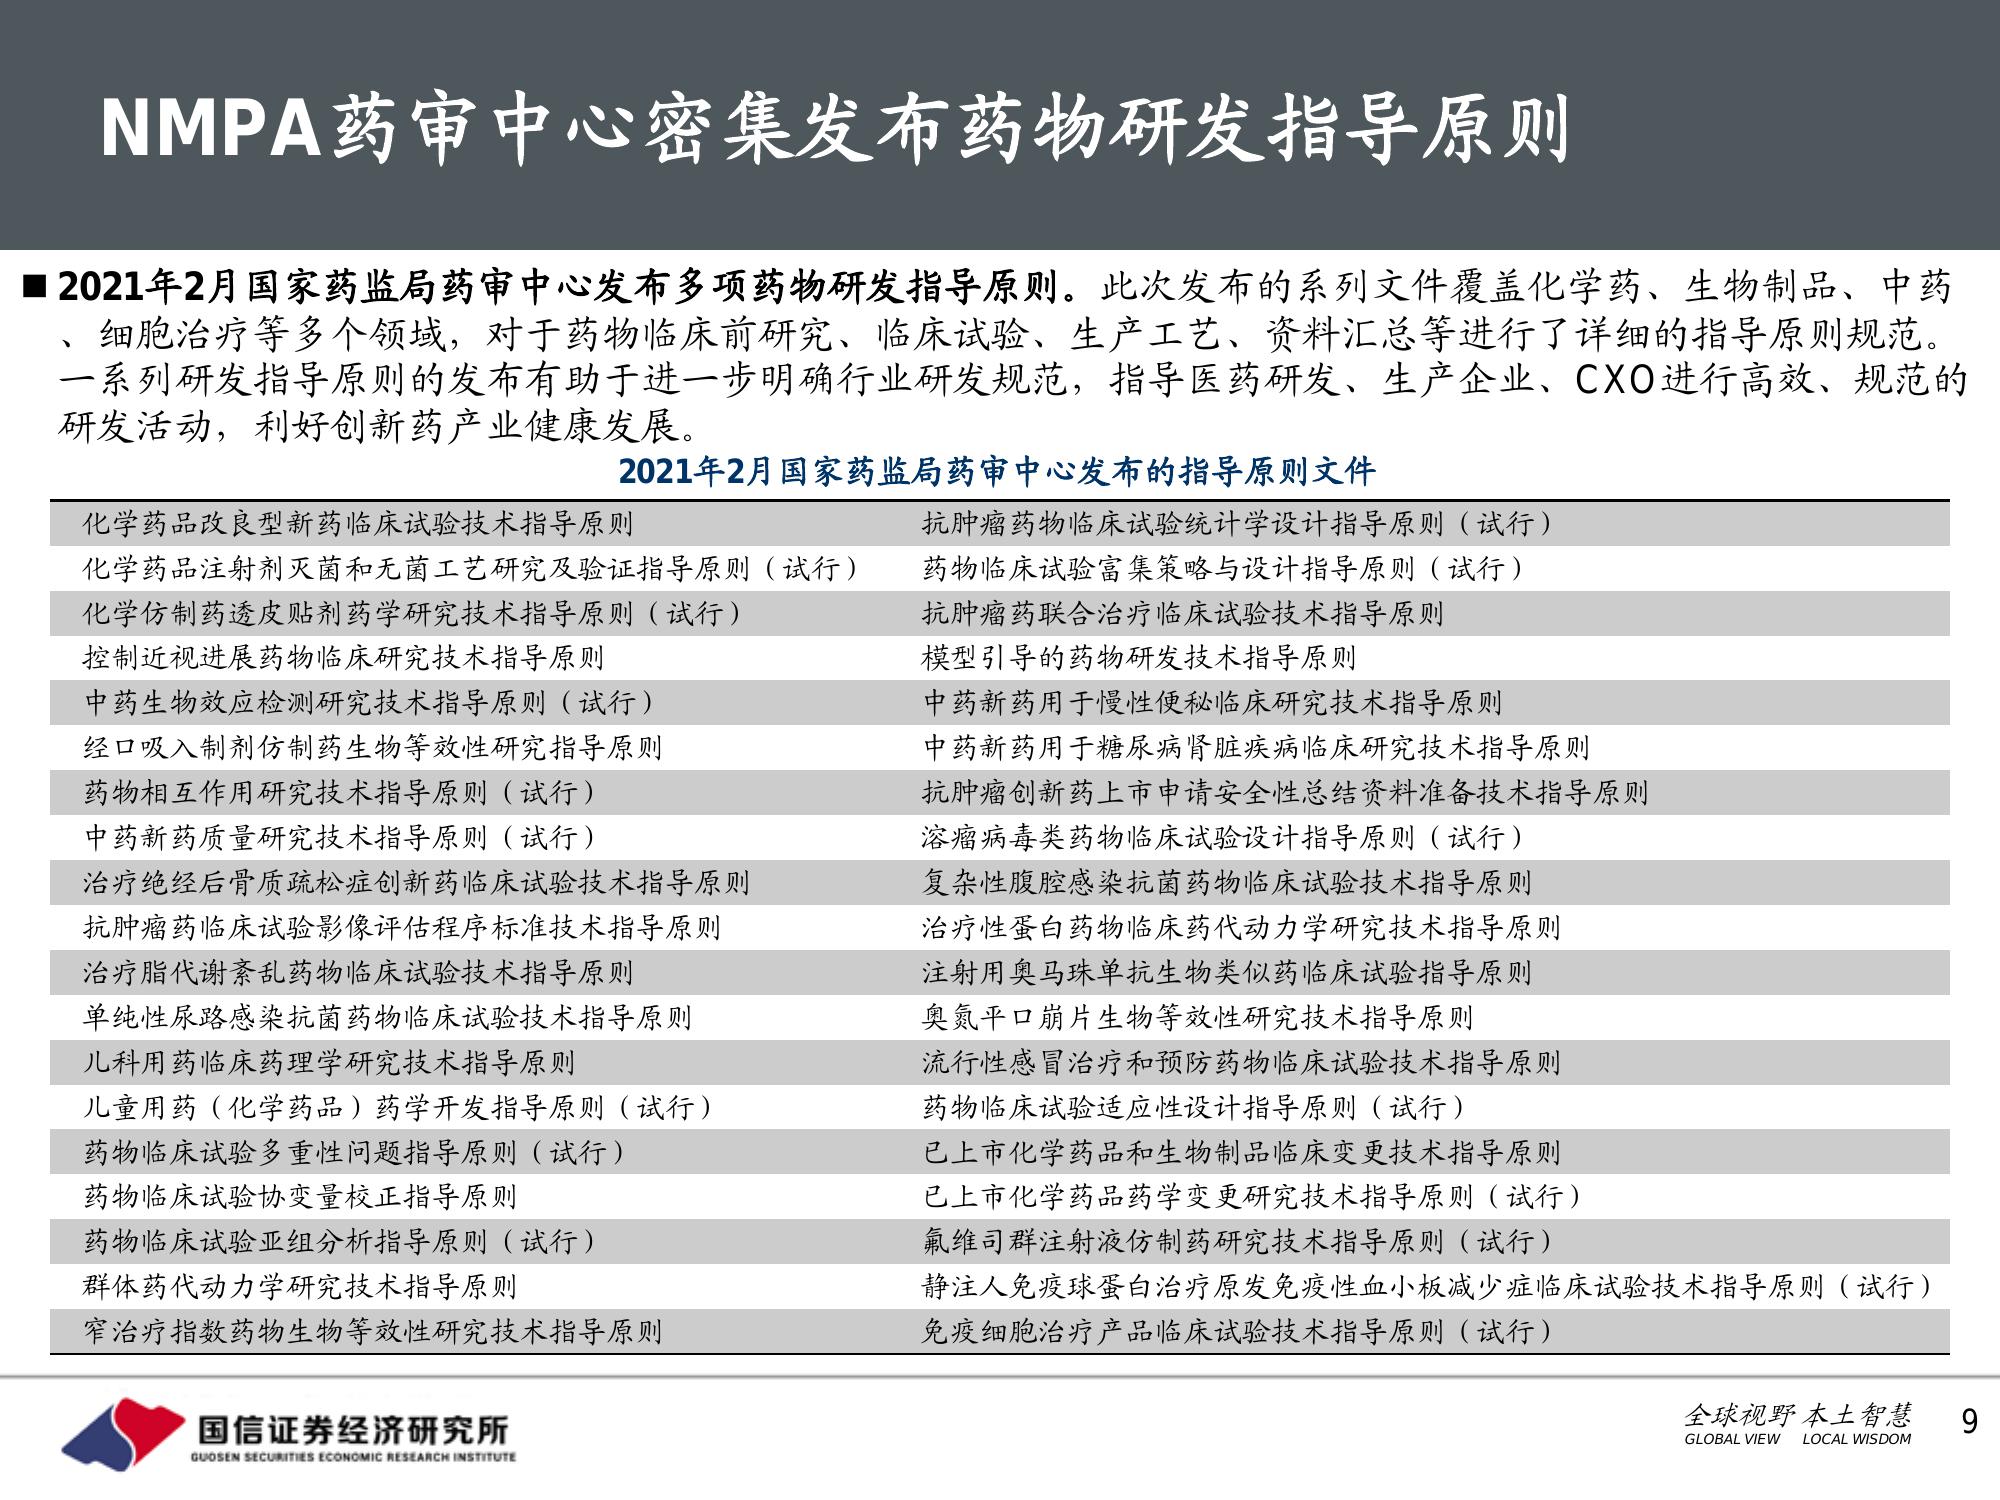 NMPA药审中心密集发布药物研发指导原则
■ 2021年2月国家药监局药审中心发布多项药物研发指导原则。此次发布的系列文件覆盖化学药、生物制品、中药
、细胞治疗等多个领域，对于药物临床前研究、临床试验、生产工艺、资料汇总等进行了详细的指导原则规范。
一系列研发指导原则的发布有助于进一步明确行业研发规范，指导医药研发、生产企业、CXO进行高效、规范的
研发活动，利好创新药产业健康发展。
2021年2月国家药监局药审中心发布的指导原则文件
化学药品改良型新药临床试验技术指导原则 抗肿瘤药物临床试验统计学设计指导原则（试行）
化学药品注射剂灭菌和无菌工艺研究及验证指导原则（试行） 药物临床试验富集策略与设计指导原则（试行）
化学仿制药透皮贴剂药学研究技术指导原则（试行） 抗肿瘤药联合治疗临床试验技术指导原则
控制近视进展药物临床研究技术指导原则 模型引导的药物研发技术指导原则
中药生物效应检测研究技术指导原则（试行） 中药新药用于慢性便秘临床研究技术指导原则
经口吸入制剂仿制药生物等效性研究指导原则 中药新药用于糖尿病肾脏疾病临床研究技术指导原则
药物相互作用研究技术指导原则（试行） 抗肿瘤创新药上市申请安全性总结资料准备技术指导原则
中药新药质量研究技术指导原则（试行） 溶瘤病毒类药物临床试验设计指导原则（试行）
治疗绝经后骨质疏松症创新药临床试验技术指导原则 复杂性腹腔感染抗菌药物临床试验技术指导原则
抗肿瘤药临床试验影像评估程序标准技术指导原则 治疗性蛋白药物临床药代动力学研究技术指导原则
治疗脂代谢紊乱药物临床试验技术指导原则 注射用奥马珠单抗生物类似药临床试验指导原则
单纯性尿路感染抗菌药物临床试验技术指导原则 奥氮平口崩片生物等效性研究技术指导原则
儿科用药临床药理学研究技术指导原则 流行性感冒治疗和预防药物临床试验技术指导原则
儿童用药（化学药品）药学开发指导原则（试行） 药物临床试验适应性设计指导原则（试行）
药物临床试验多重性问题指导原则（试行） 已上市化学药品和生物制品临床变更技术指导原则
药物临床试验协变量校正指导原则 已上市化学药品药学变更研究技术指导原则（试行）
药物临床试验亚组分析指导原则（试行） 氟维司群注射液仿制药研究技术指导原则（试行）
群体药代动力学研究技术指导原则 静注人免疫球蛋白治疗原发免疫性血小板减少症临床试验技术指导原则（试行）
窄治疗指数药物生物等效性研究技术指导原则 免疫细胞治疗产品临床试验技术指导原则（试行）
国信证券经济研究所
GUOSEN SECURITIES ECONOMIC RESEARCH INSTITUTE
全球视野 本土智慧
GLOBAL VIEW LOCAL WISDOM
9